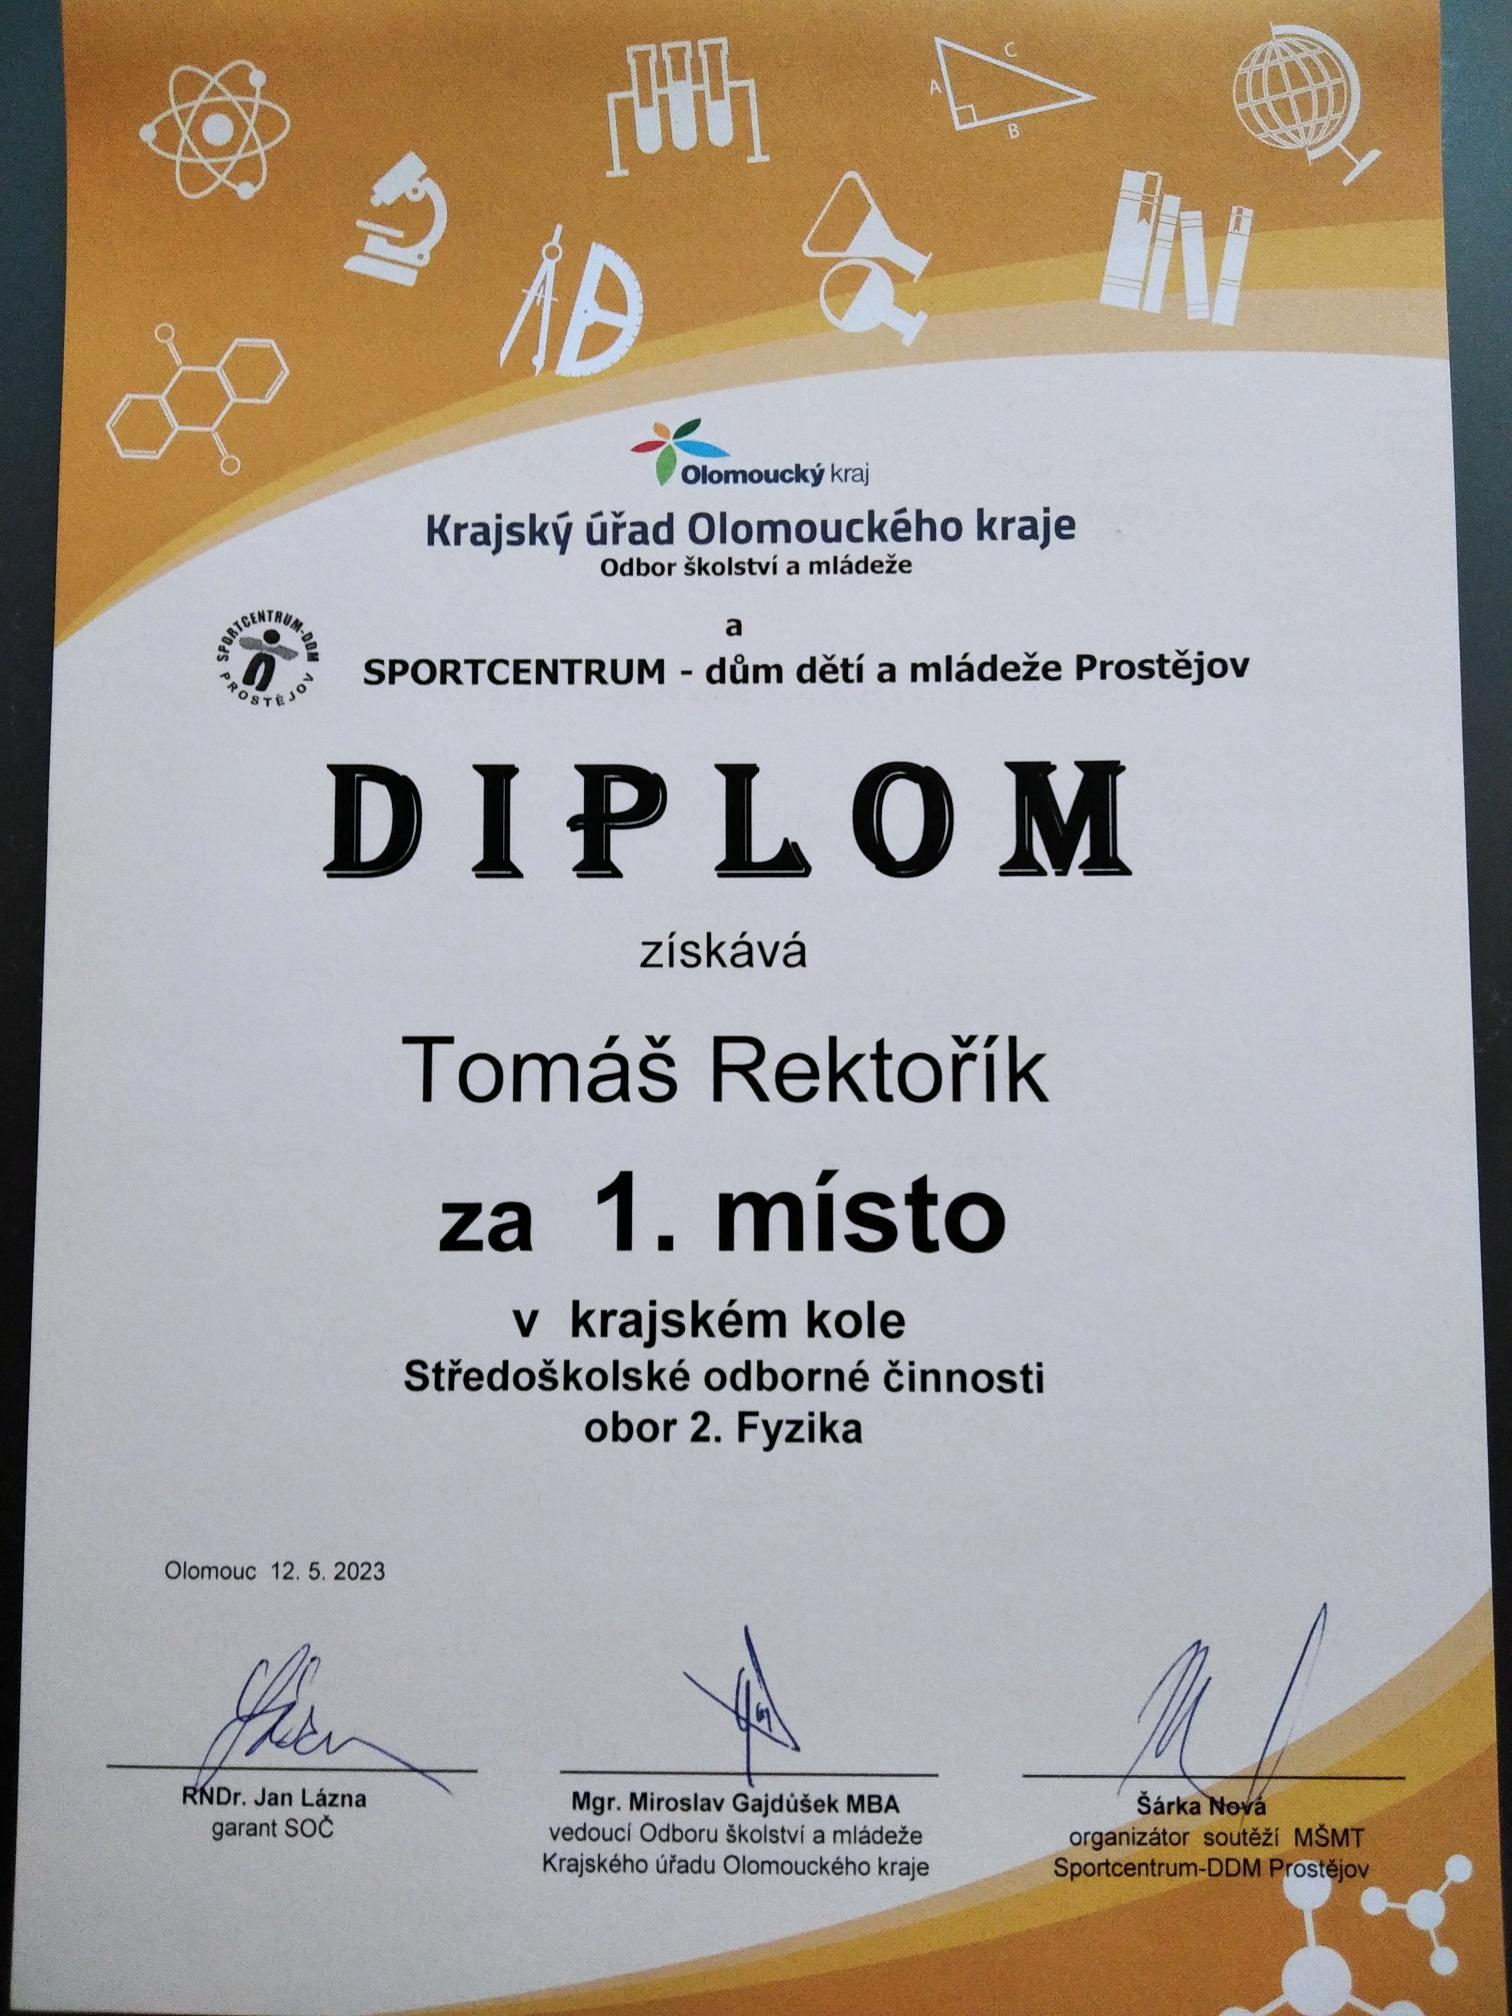 A
C
B
Olomoucký kraj
Krajský úřad Olomouckého kraje
Odbor školství a mládeže
a
SPORTCENTRUM-DDM
PROSTĚJOV
SPORTCENTRUM - dům dětí a mládeže Prostějov
DIPLOM
získává
Tomáš Rektořík
za 1. místo
v krajském kole
Středoškolské odborné činnosti
obor 2. Fyzika
Olomouc 12. 5. 2023
RNDr. Jan Lázna
garant SOČ
Mgr. Miroslav Gajdůšek MBA
vedoucí Odboru školství a mládeže
Krajského úřadu Olomouckého kraje
Šárka Nová
organizátor soutěží MŠMT
Sportcentrum-DDM Prostějov